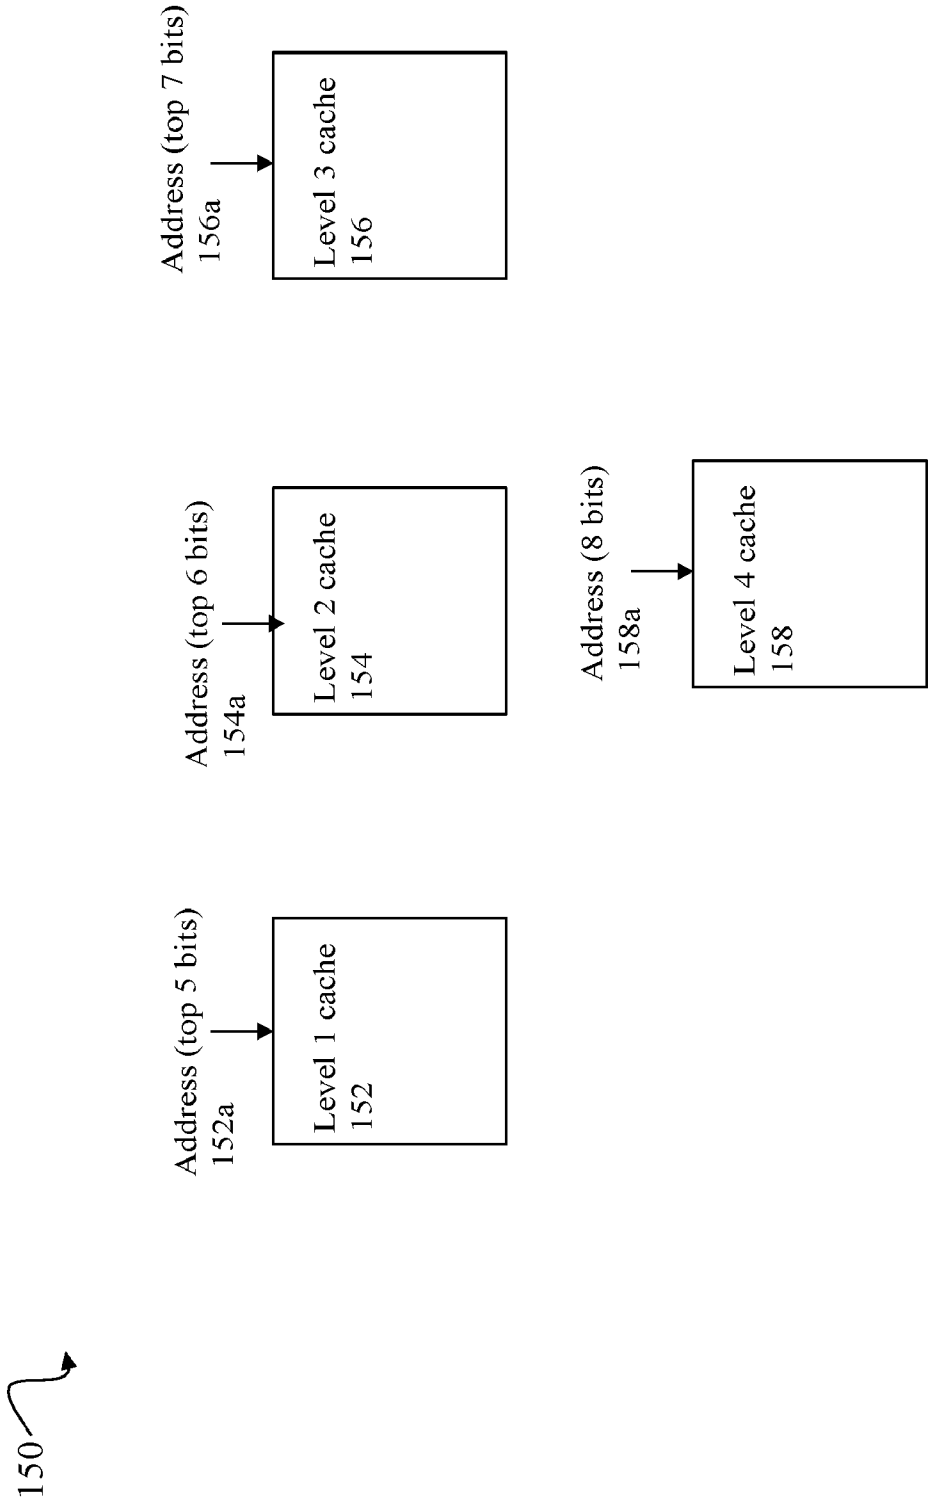 150
Address (top 5 bits)
152a
Level 1 cache
152
Address (top 6 bits)
154a
Level 2 cache
154
Address (top 7 bits)
156a
Level 3 cache
156
Address (8 bits)
158a
Level 4 cache
158